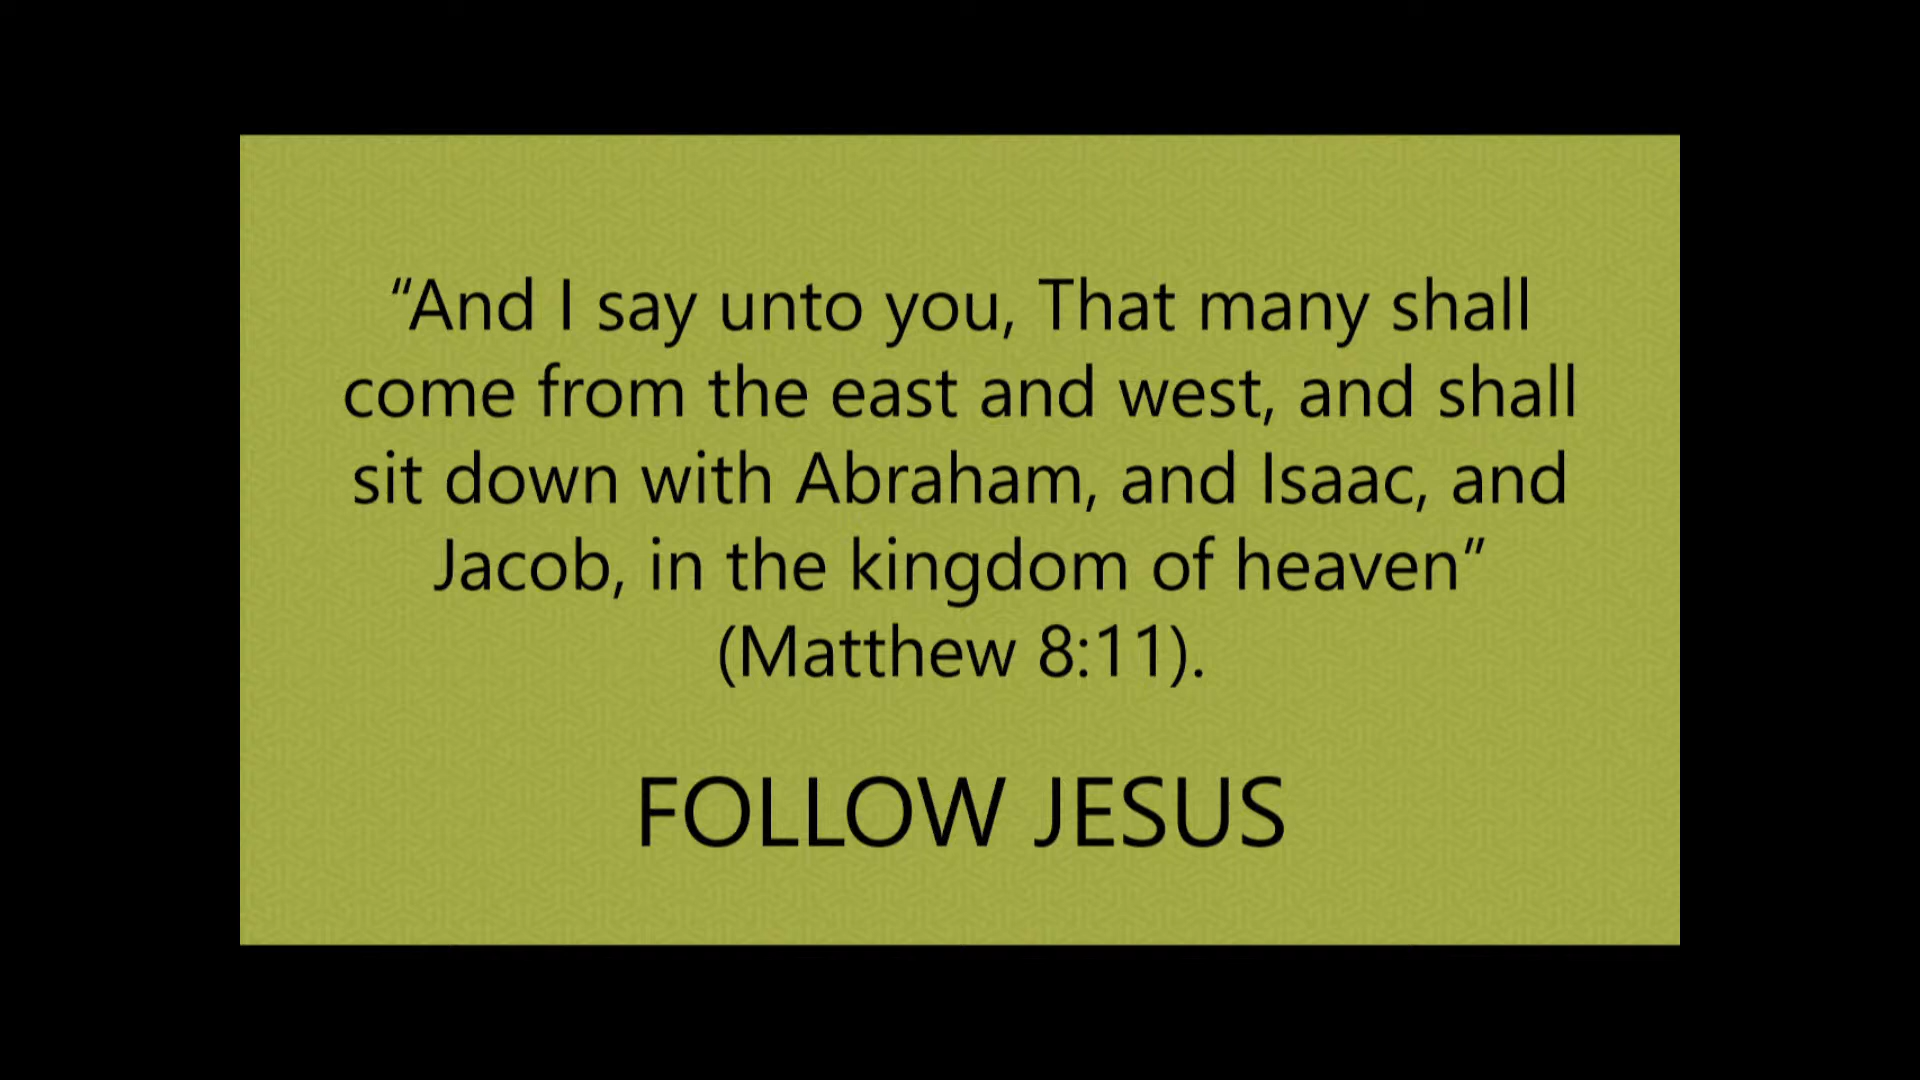 “And I say unto you, That many shall
come from the east and west, and shall
sit down with Abraham, and Isaac, and
Jacob, in the kingdom of heaven”
(Matthew 8:11).
FOLLOW JESUS